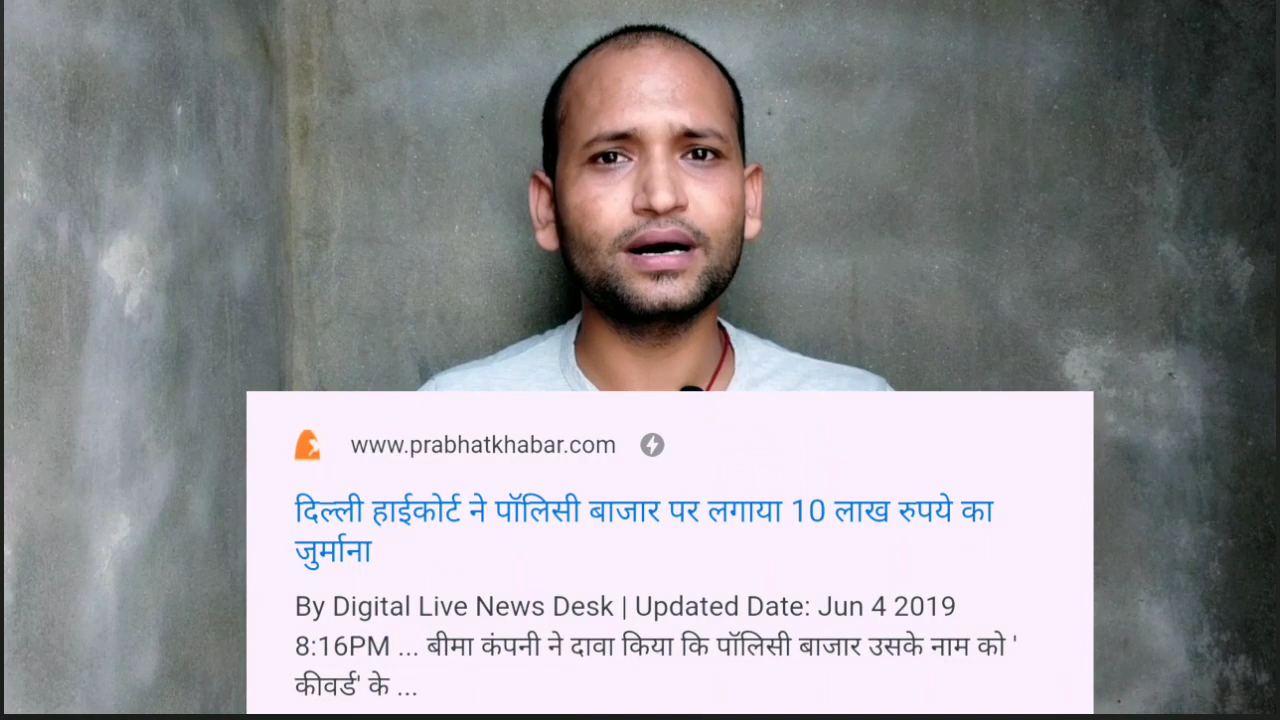 www.prabhatkhabar.com
दिल्ली हाईकोर्ट ने पॉलिसी बाजार पर लगाया 10 लाख रुपये का
जुर्माना
By Digital Live News Desk | Updated Date: Jun 4 2019
8:16PM ... बीमा कंपनी ने दावा किया कि पॉलिसी बाजार उसके नाम को '
कीवर्ड' के ...